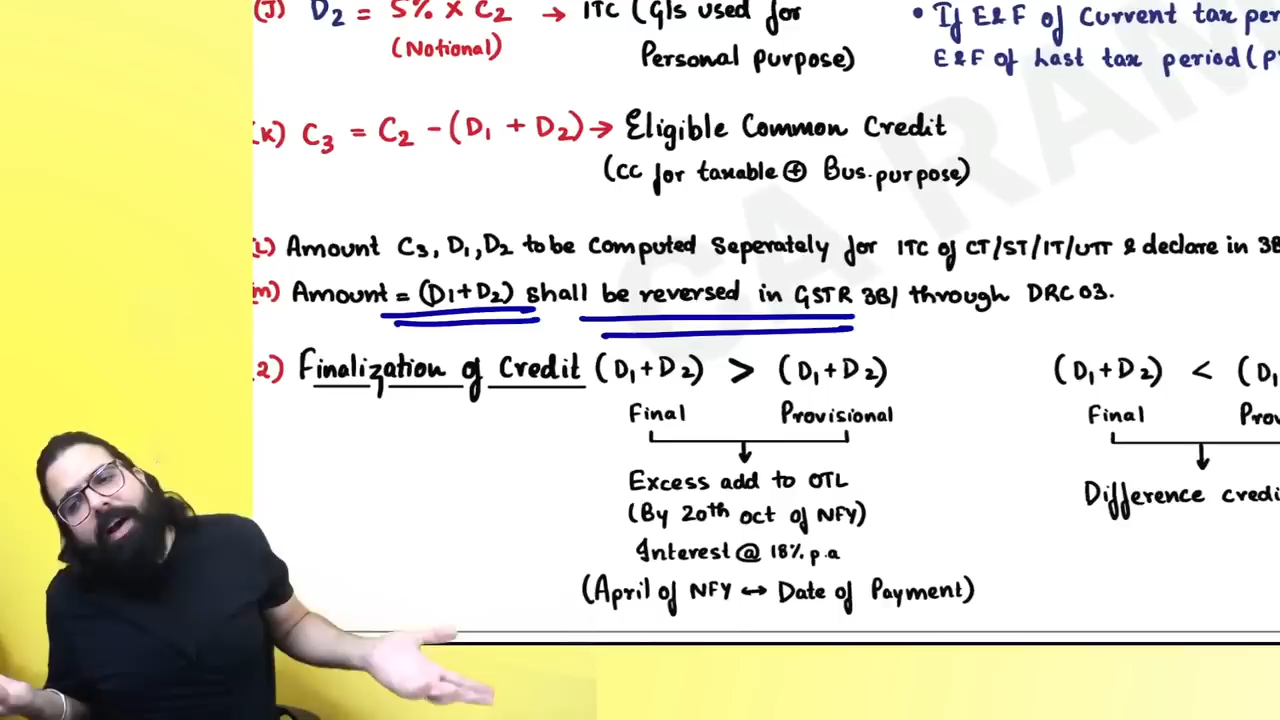 (J) D2 = 5% X C2 → ITC (GIs used for
(Notional) Personal purpose)
• If E&F of Current tax per
E&F of Last tax period (P
(K) C3 = C2 - (D1 + D2) → Eligible Common Credit
(CC for taxable ⊕ Bus. purpose)
(L) Amount C3, D1, D2 to be Computed Seperately for ITC of CT/ST/IT/UTT & declare in 3B
(m) Amount = (D1+D2) shall be reversed in GSTR 3B/ through DRC 03.
2) Finalization of Credit (D1+D2) > (D1+D2)
Final Provisional
Excess add to OTL
(By 20th oct of NFY)
Interest @ 18% p.a
(April of NFY ↔ Date of Payment)
(D1+D2) < (D1
Final Prov
Difference credi
CA RAM